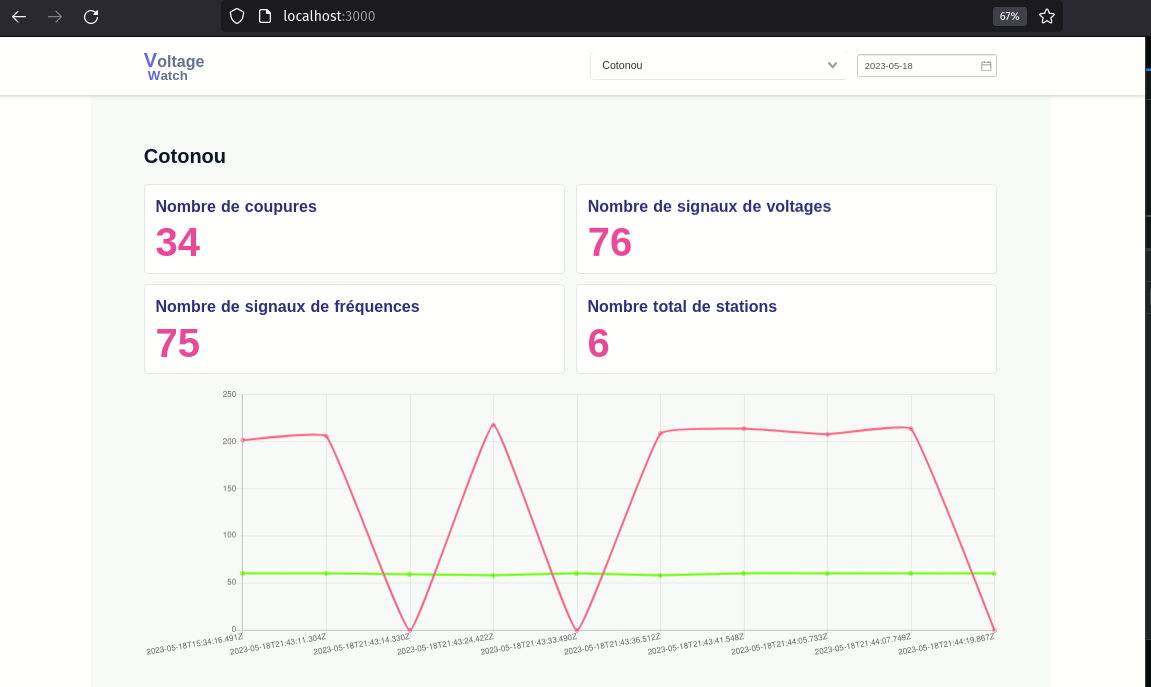 localhost:3000
67%
Voltage
Watch
Cotonou
2023-05-18
Cotonou
Nombre de coupures
34
Nombre de signaux de voltages
76
Nombre de signaux de fréquences
75
Nombre total de stations
6
250
200
150
100
50
0
2023-05-18T15:34:16.491Z
2023-05-18T21:43:11.304Z
2023-05-18T21:43:14.330Z
2023-05-18T21:43:24.422Z
2023-05-18T21:43:33.490Z
2023-05-18T21:43:36.512Z
2023-05-18T21:43:41.548Z
2023-05-18T21:44:05.733Z
2023-05-18T21:44:07.749Z
2023-05-18T21:44:19.867Z